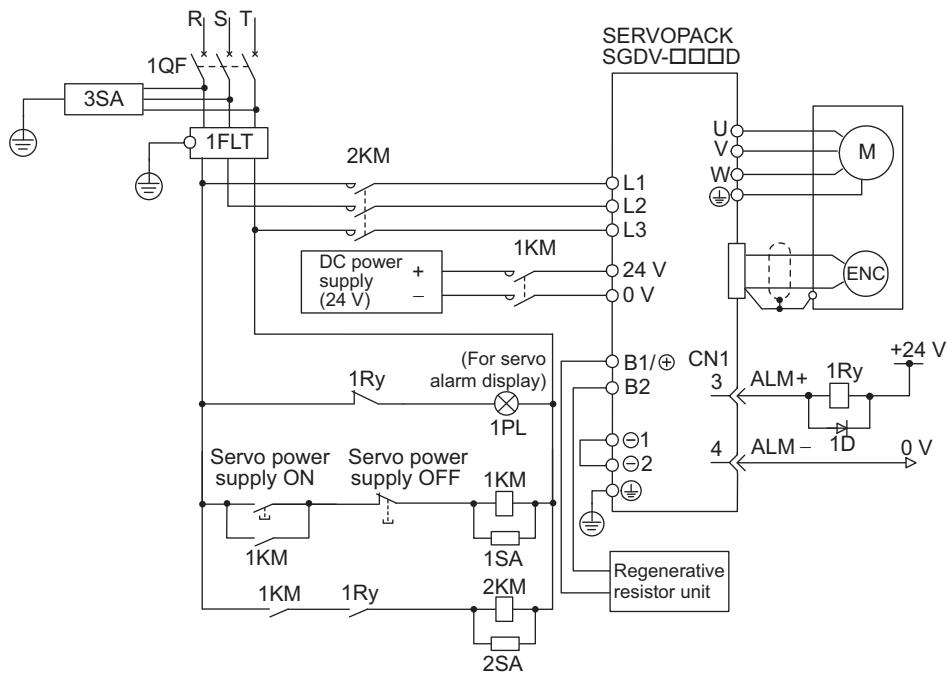 R S T
SERVOPACK
SGDV-□□□D
1QF
3SA
1FLT
2KM
U
V
W
M
L1
L2
L3
1KM
DC power
supply
(24 V)
+
−
24 V
0 V
ENC
(For servo
alarm display)
1Ry
1PL
B1/⊕
B2
CN1
3
ALM+
1Ry
+24 V
1D
4
ALM −
0 V
⊖1
⊖2
Servo power
supply ON
Servo power
supply OFF
1KM
1KM
1SA
Regenerative
resistor unit
1KM
1Ry
2KM
2SA